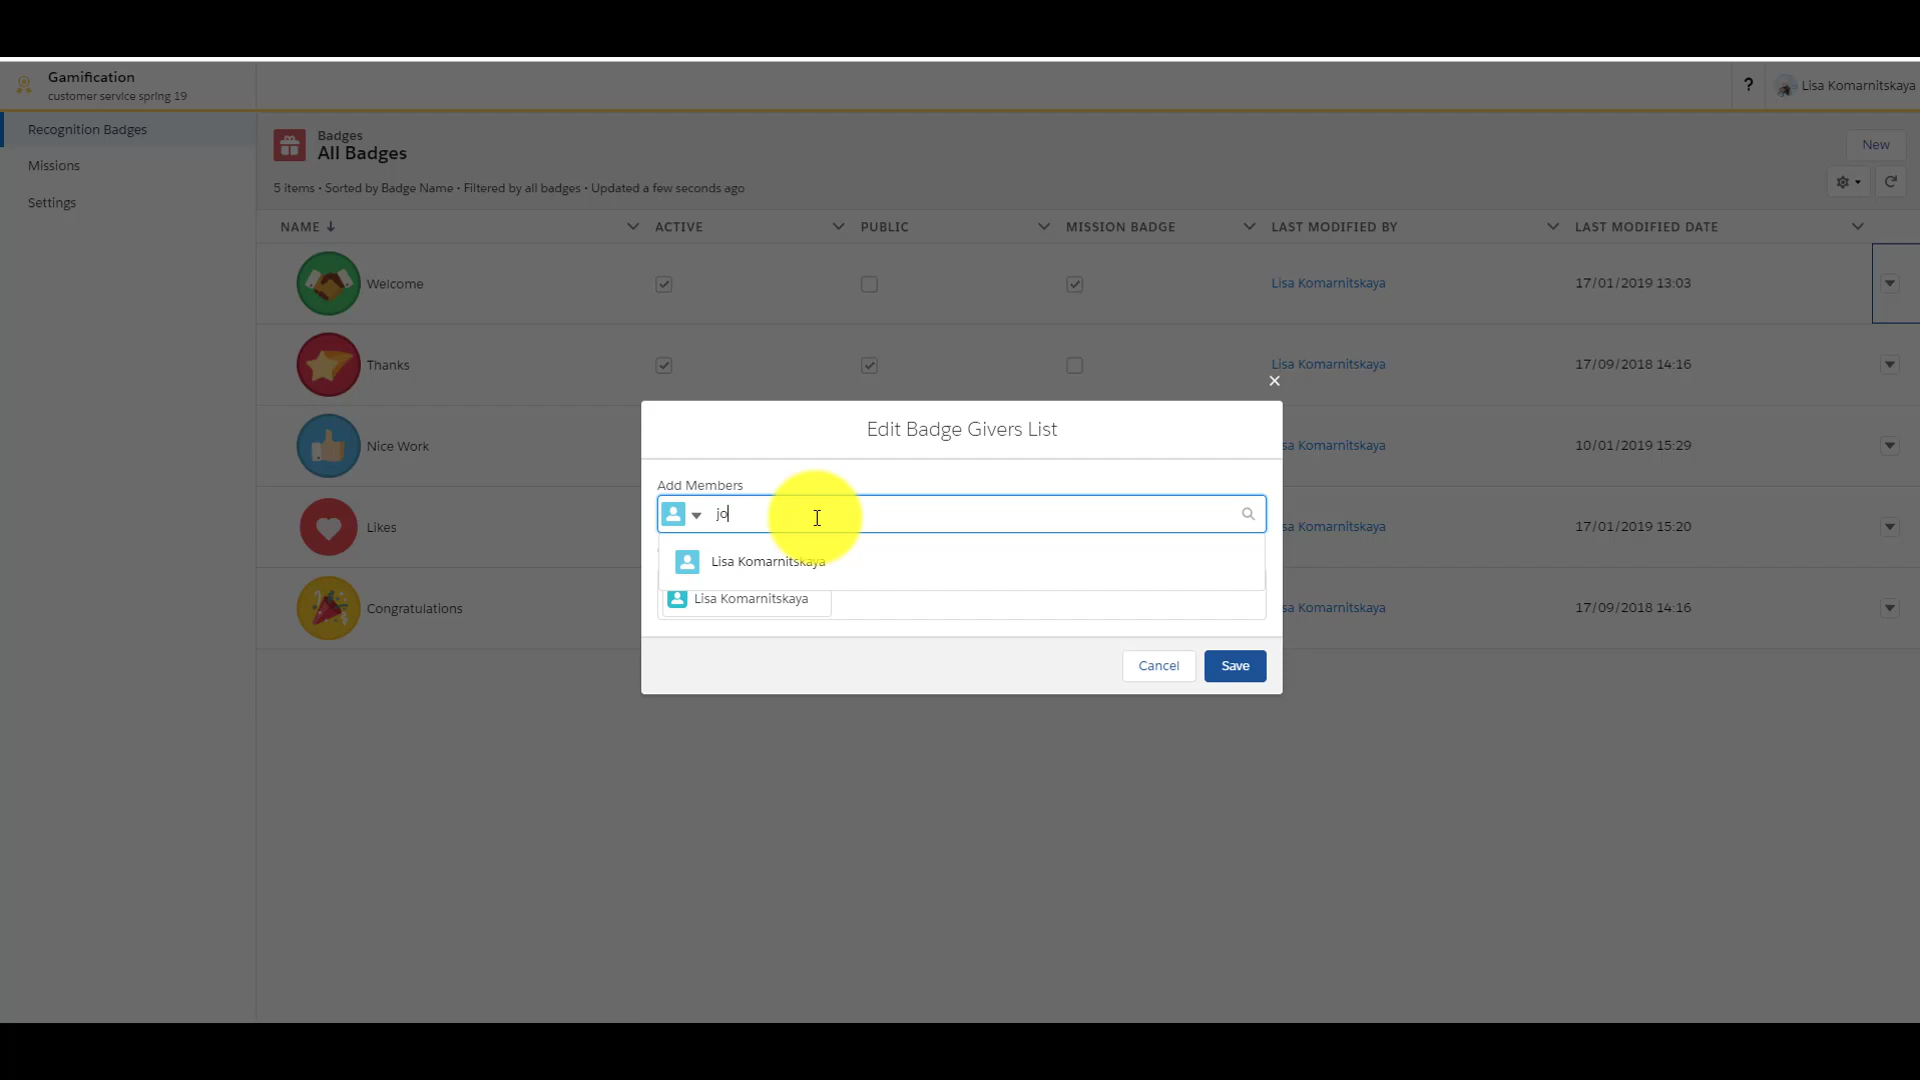 Gamification
customer service spring 19
? Lisa Komarnitskaya
Recognition Badges
Missions
Settings
Badges
All Badges
New
5 items • Sorted by Badge Name • Filtered by all badges • Updated a few seconds ago
NAME ACTIVE PUBLIC MISSION BADGE LAST MODIFIED BY LAST MODIFIED DATE
Welcome Lisa Komarnitskaya 17/01/2019 13:03
Thanks Lisa Komarnitskaya 17/09/2018 14:16
Nice Work sa Komarnitskaya 10/01/2019 15:29
Likes sa Komarnitskaya 17/01/2019 15:20
Congratulations sa Komarnitskaya 17/09/2018 14:16
Edit Badge Givers List
Add Members
jo
Lisa Komarnitskaya
Lisa Komarnitskaya
Cancel Save